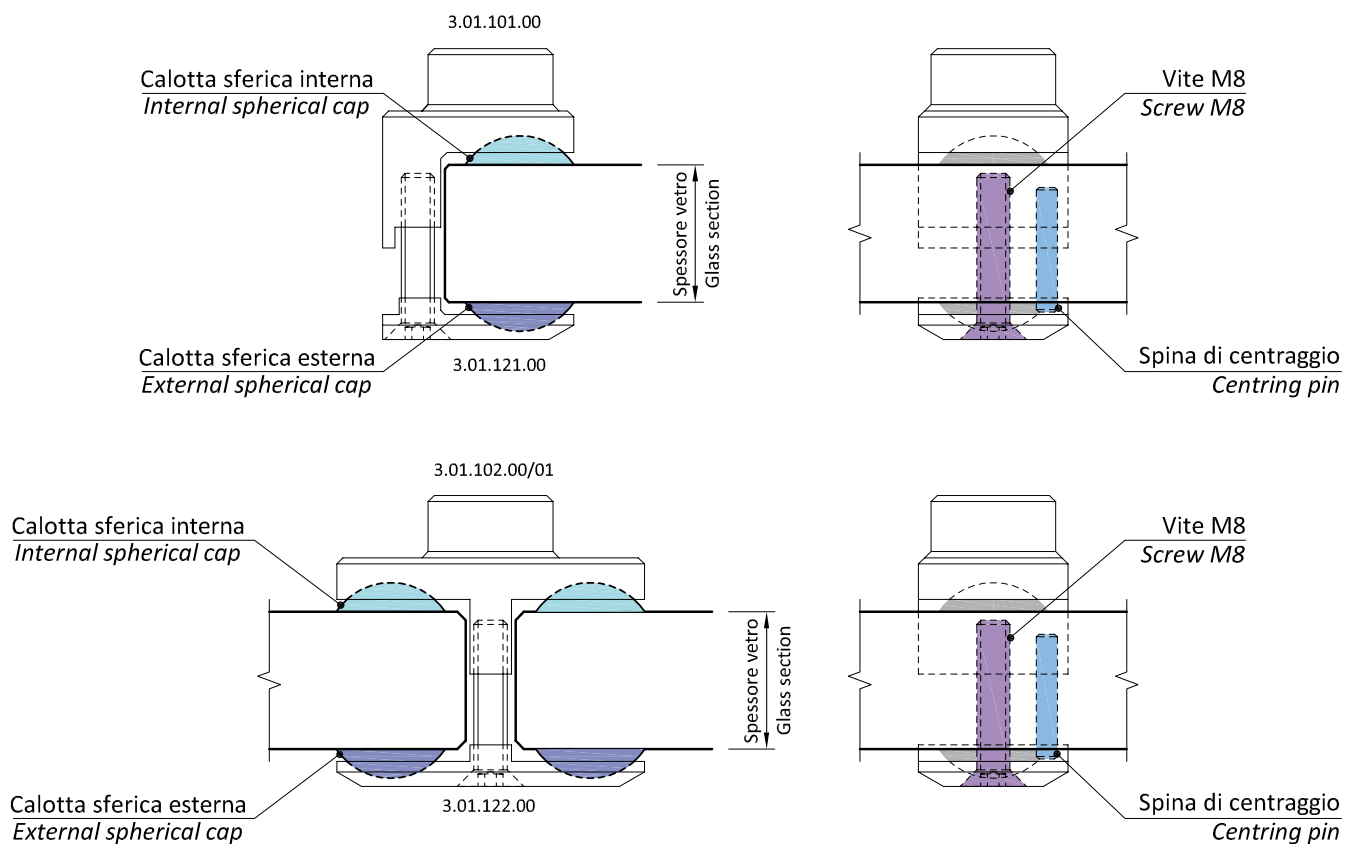 3.01.101.00
Calotta sferica interna
Internal spherical cap
Vite M8
Screw M8
Spessore vetro
Glass section
Calotta sferica esterna
External spherical cap
3.01.121.00
Spina di centraggio
Centring pin
3.01.102.00/01
Calotta sferica interna
Internal spherical cap
Vite M8
Screw M8
Spessore vetro
Glass section
Calotta sferica esterna
External spherical cap
3.01.122.00
Spina di centraggio
Centring pin